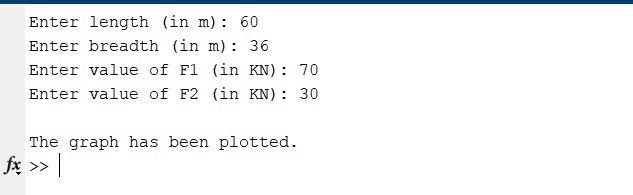 Enter length (in m): 60
Enter breadth (in m): 36
Enter value of F1 (in KN): 70
Enter value of F2 (in KN): 30
The graph has been plotted.
fx >>